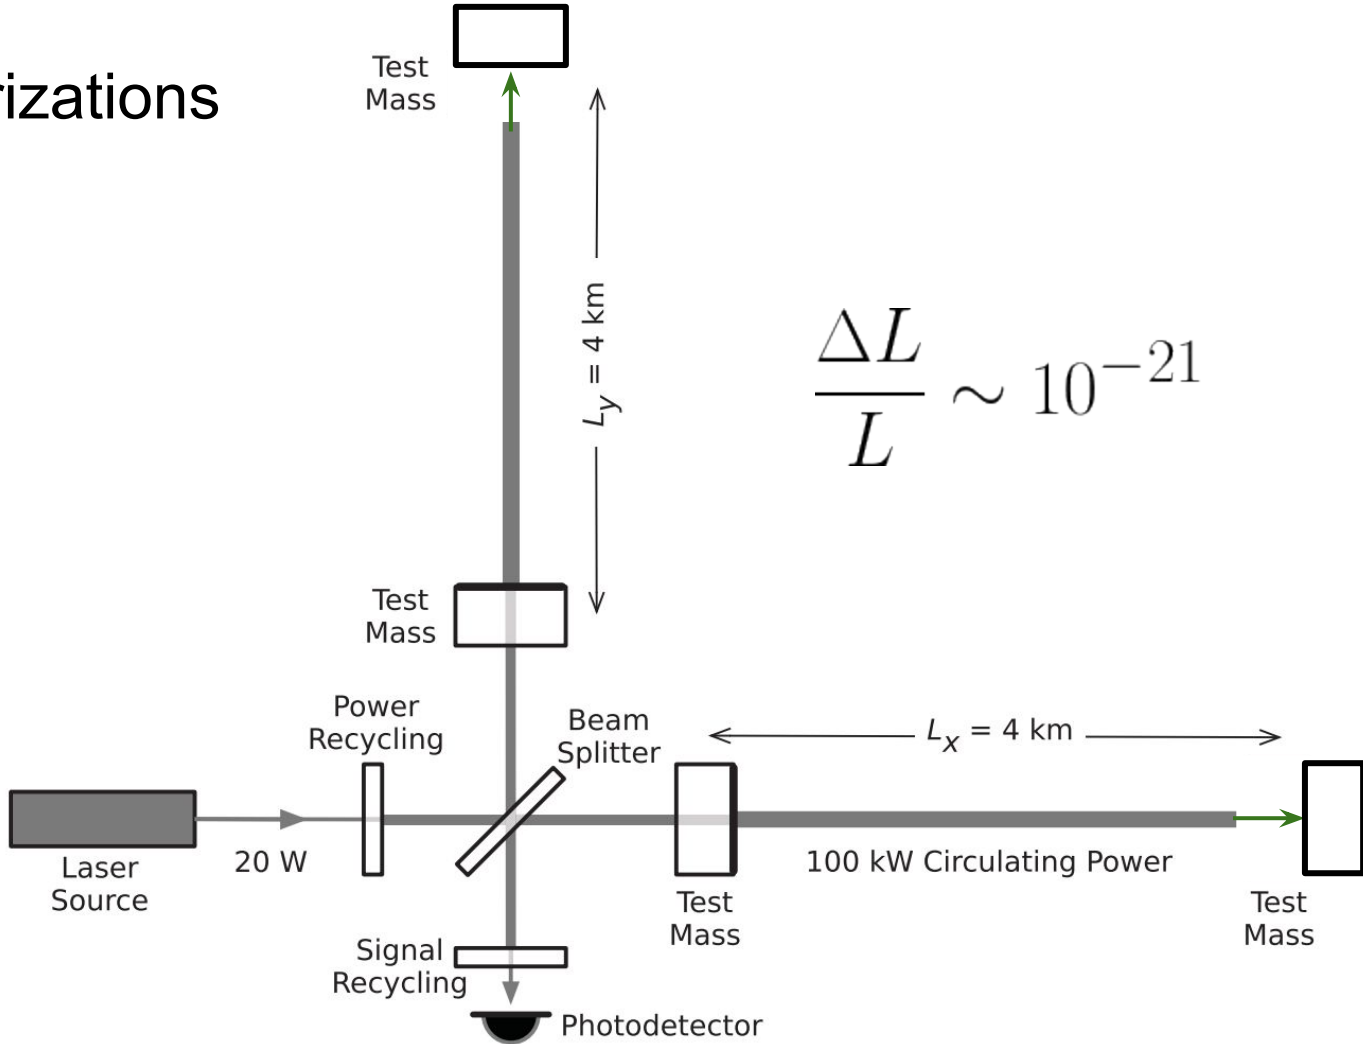 rizations
Test
Mass
L_y = 4 km
ΔL/L ∼ 10^{−21}
Test
Mass
Power
Recycling
Beam
Splitter
L_x = 4 km
Laser
Source
20 W
100 kW Circulating Power
Test
Mass
Test
Mass
Signal
Recycling
Photodetector